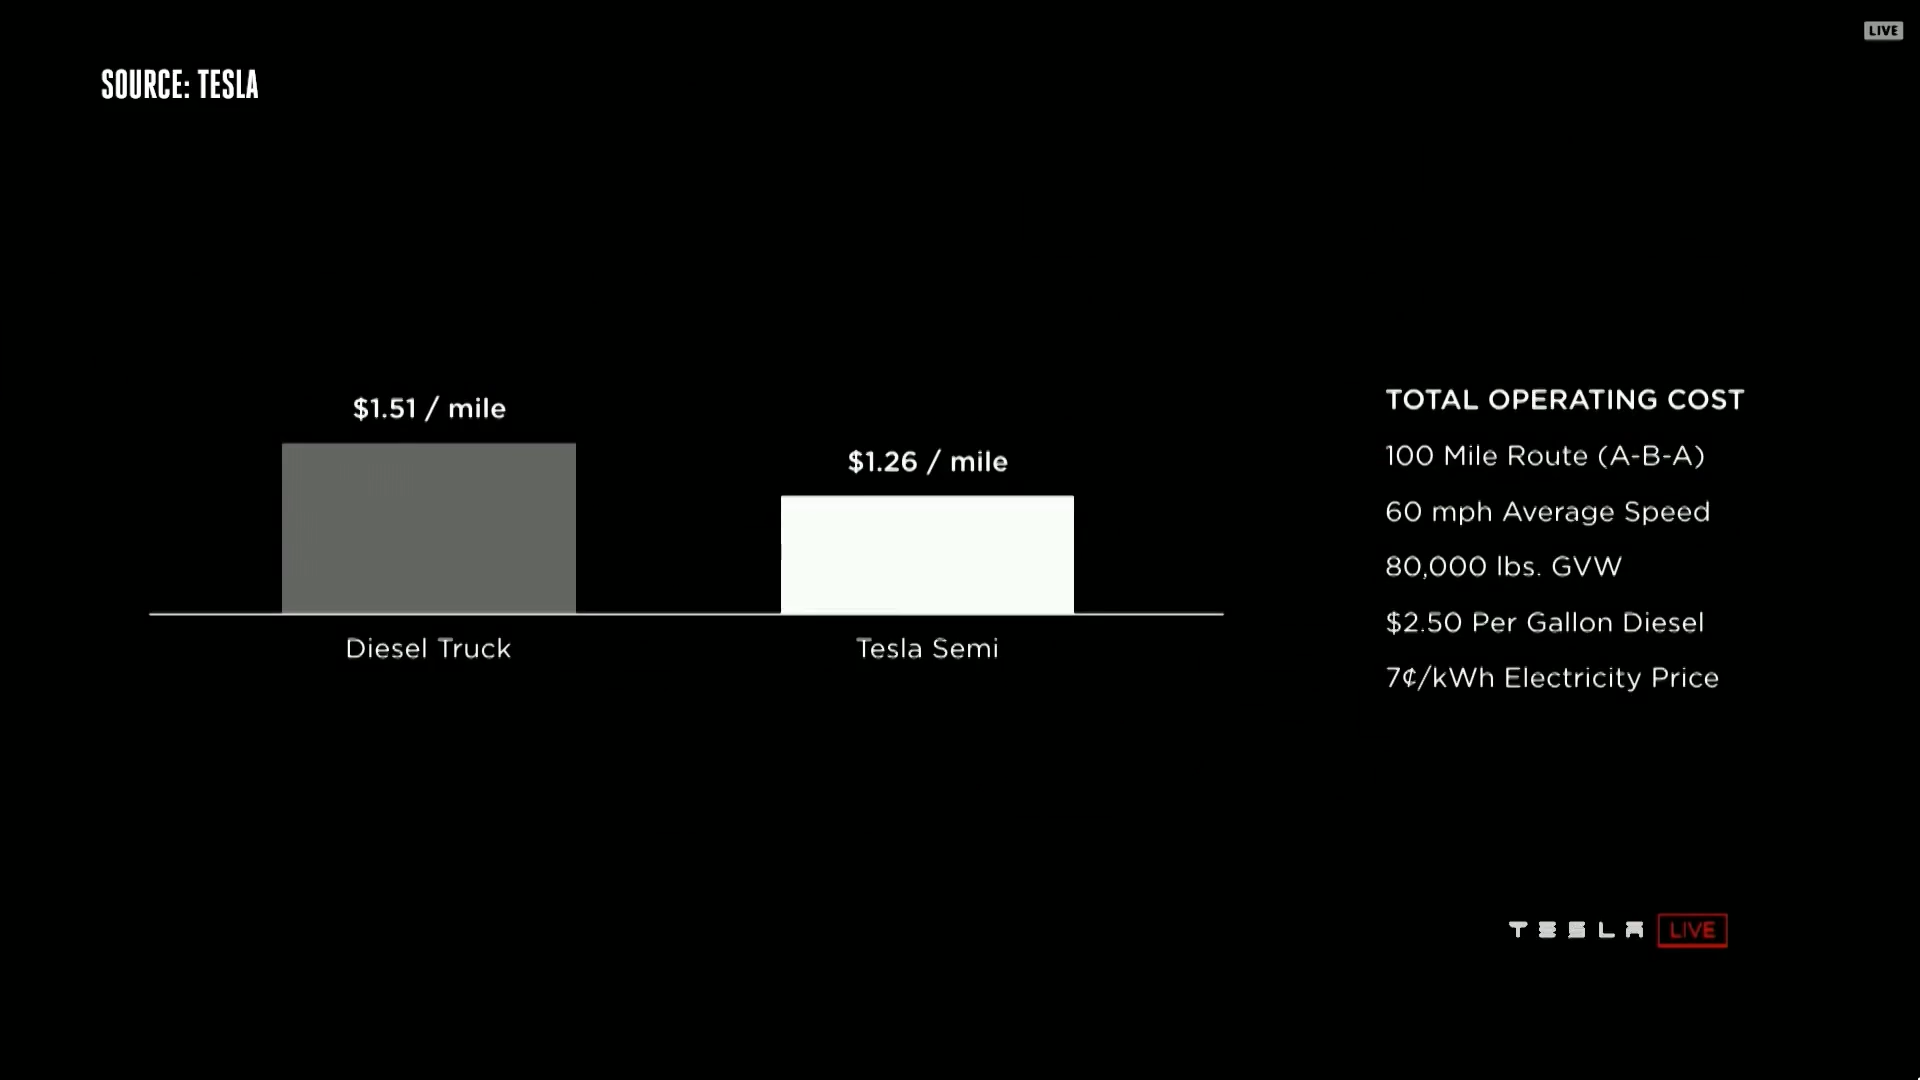 LIVE
SOURCE: TESLA
$1.51 / mile
$1.26 / mile
Diesel Truck
Tesla Semi
TOTAL OPERATING COST
100 Mile Route (A-B-A)
60 mph Average Speed
80,000 lbs. GVW
$2.50 Per Gallon Diesel
7¢/kWh Electricity Price
TESLA LIVE